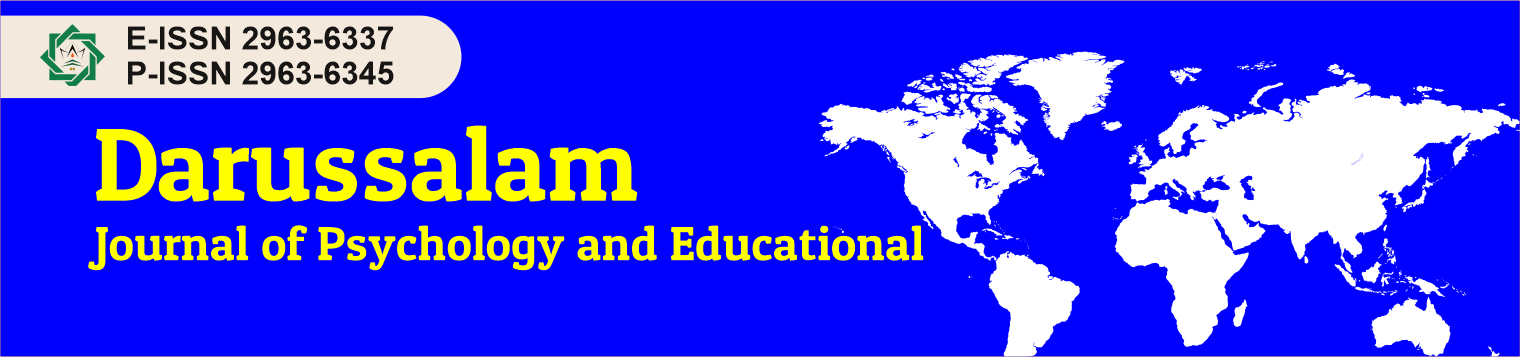 E-ISSN 2963-6337
P-ISSN 2963-6345
Darussalam
Journal of Psychology and Educational